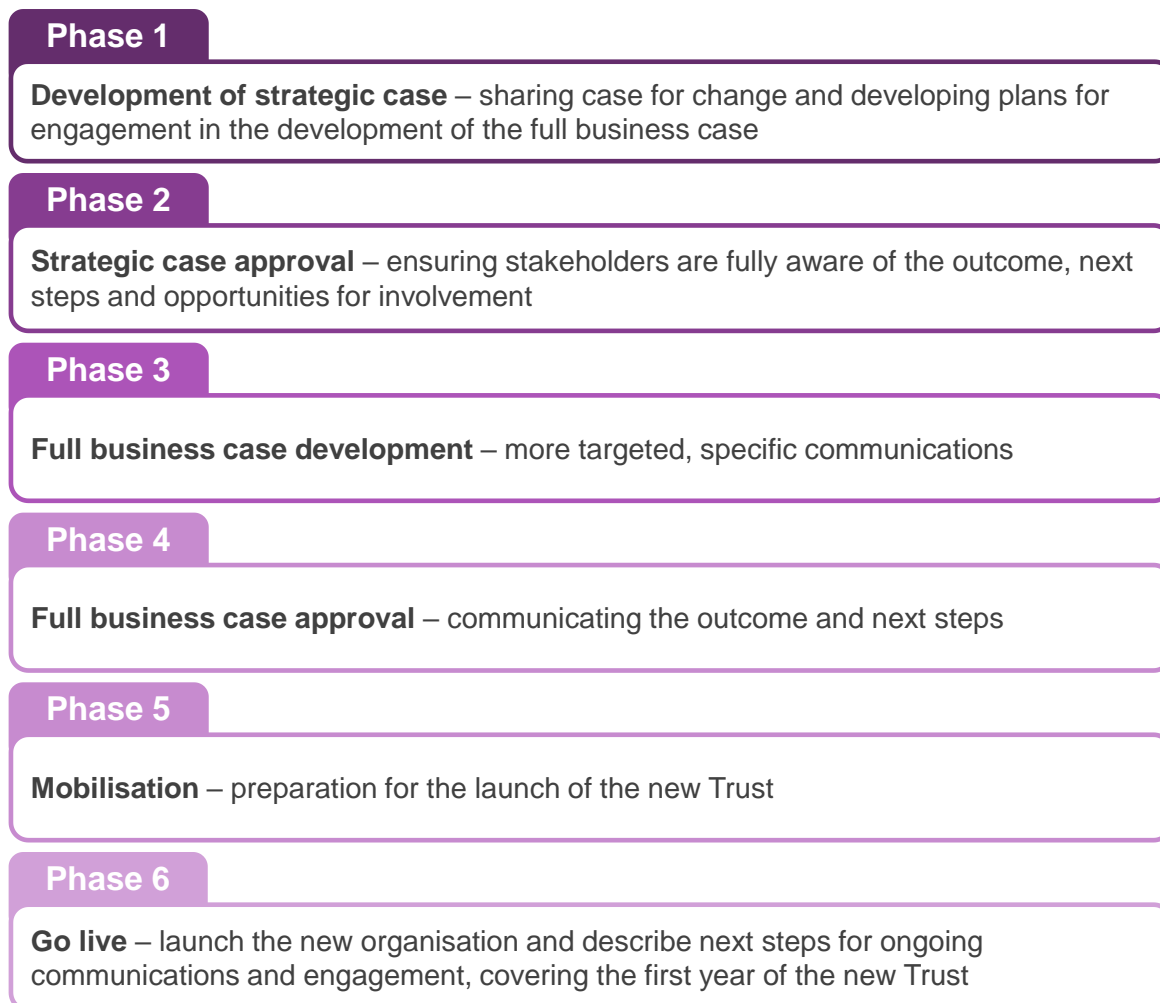 Phase 1
Development of strategic case – sharing case for change and developing plans for
engagement in the development of the full business case
Phase 2
Strategic case approval – ensuring stakeholders are fully aware of the outcome, next
steps and opportunities for involvement
Phase 3
Full business case development – more targeted, specific communications
Phase 4
Full business case approval – communicating the outcome and next steps
Phase 5
Mobilisation – preparation for the launch of the new Trust
Phase 6
Go live – launch the new organisation and describe next steps for ongoing
communications and engagement, covering the first year of the new Trust